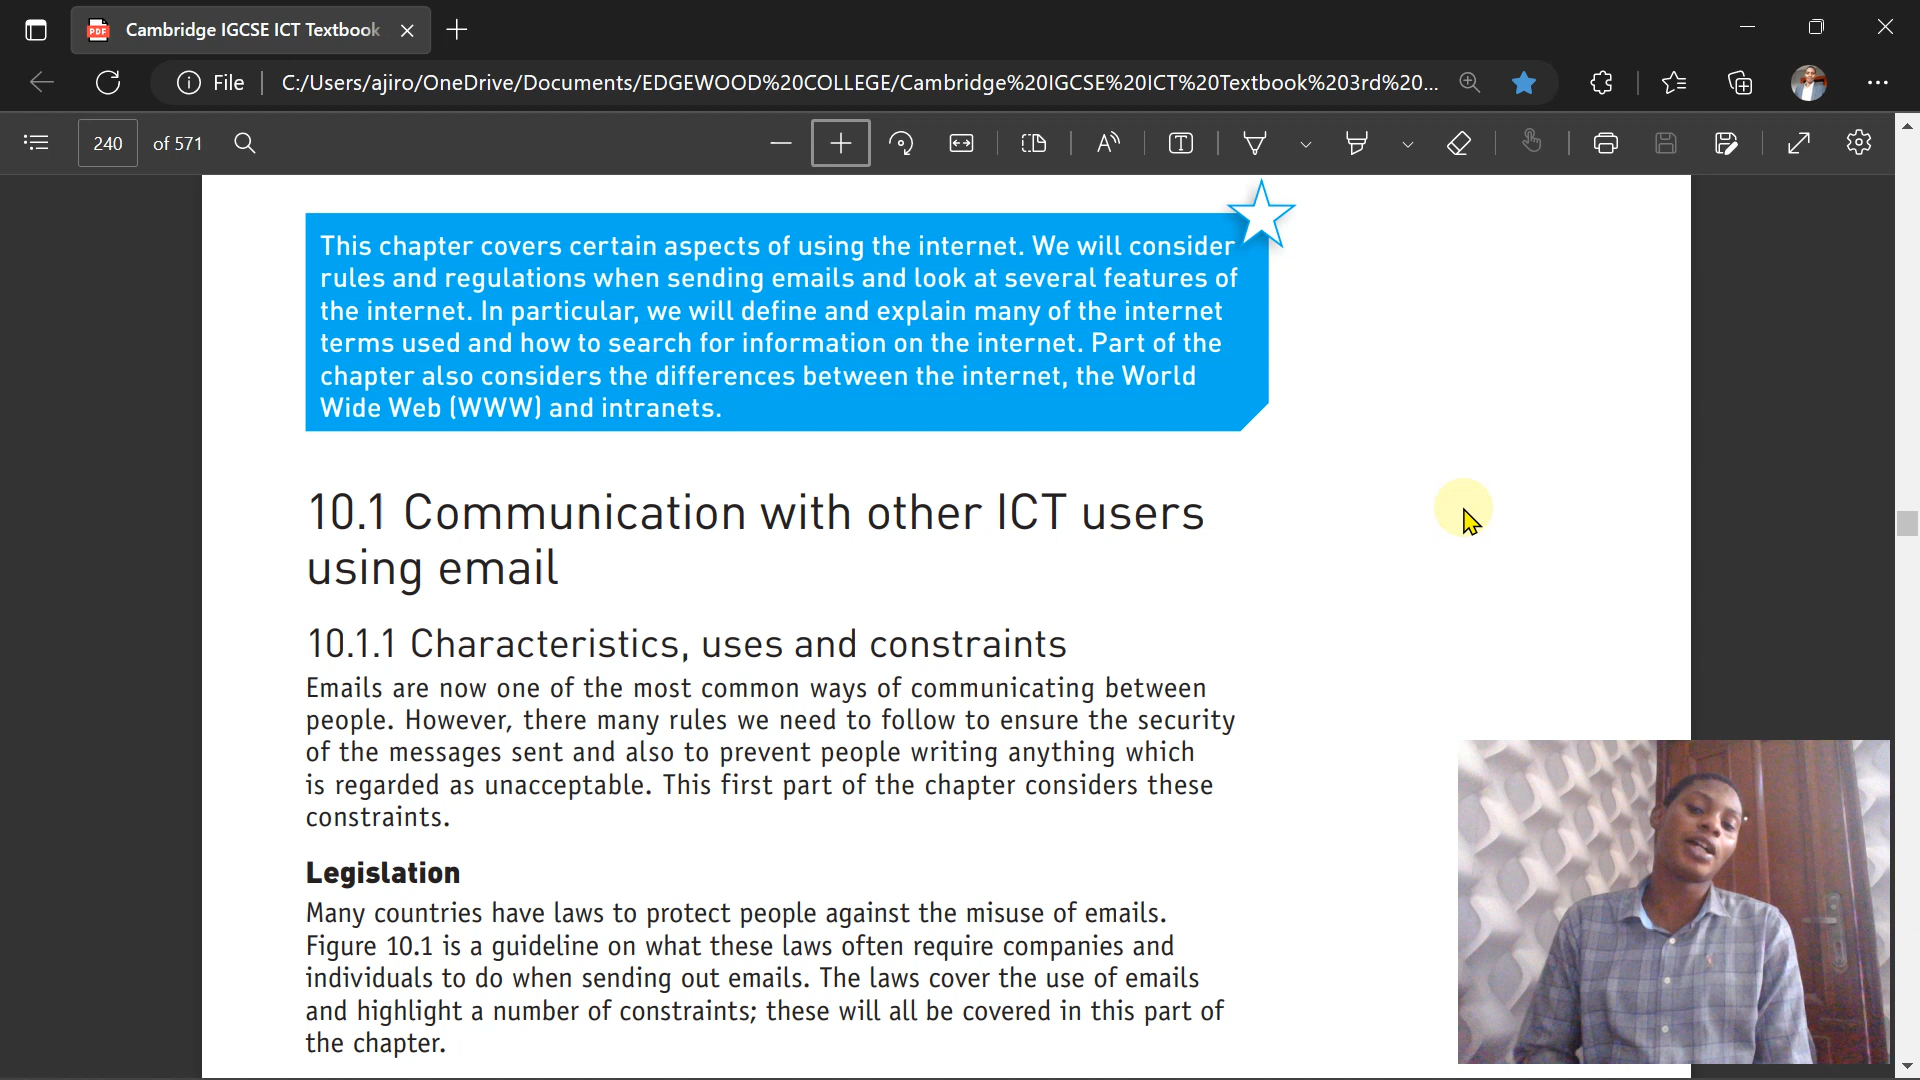 Cambridge IGCSE ICT Textbook
File
C:/Users/ajiro/OneDrive/Documents/EDGEWOOD%20COLLEGE/Cambridge%20IGCSE%20ICT%20Textbook%203rd%20...
240 of 571
This chapter covers certain aspects of using the internet. We will consider
rules and regulations when sending emails and look at several features of
the internet. In particular, we will define and explain many of the internet
terms used and how to search for information on the internet. Part of the
chapter also considers the differences between the internet, the World
Wide Web (WWW) and intranets.
10.1 Communication with other ICT users
using email
10.1.1 Characteristics, uses and constraints
Emails are now one of the most common ways of communicating between
people. However, there many rules we need to follow to ensure the security
of the messages sent and also to prevent people writing anything which
is regarded as unacceptable. This first part of the chapter considers these
constraints.
Legislation
Many countries have laws to protect people against the misuse of emails.
Figure 10.1 is a guideline on what these laws often require companies and
individuals to do when sending out emails. The laws cover the use of emails
and highlight a number of constraints; these will all be covered in this part of
the chapter.